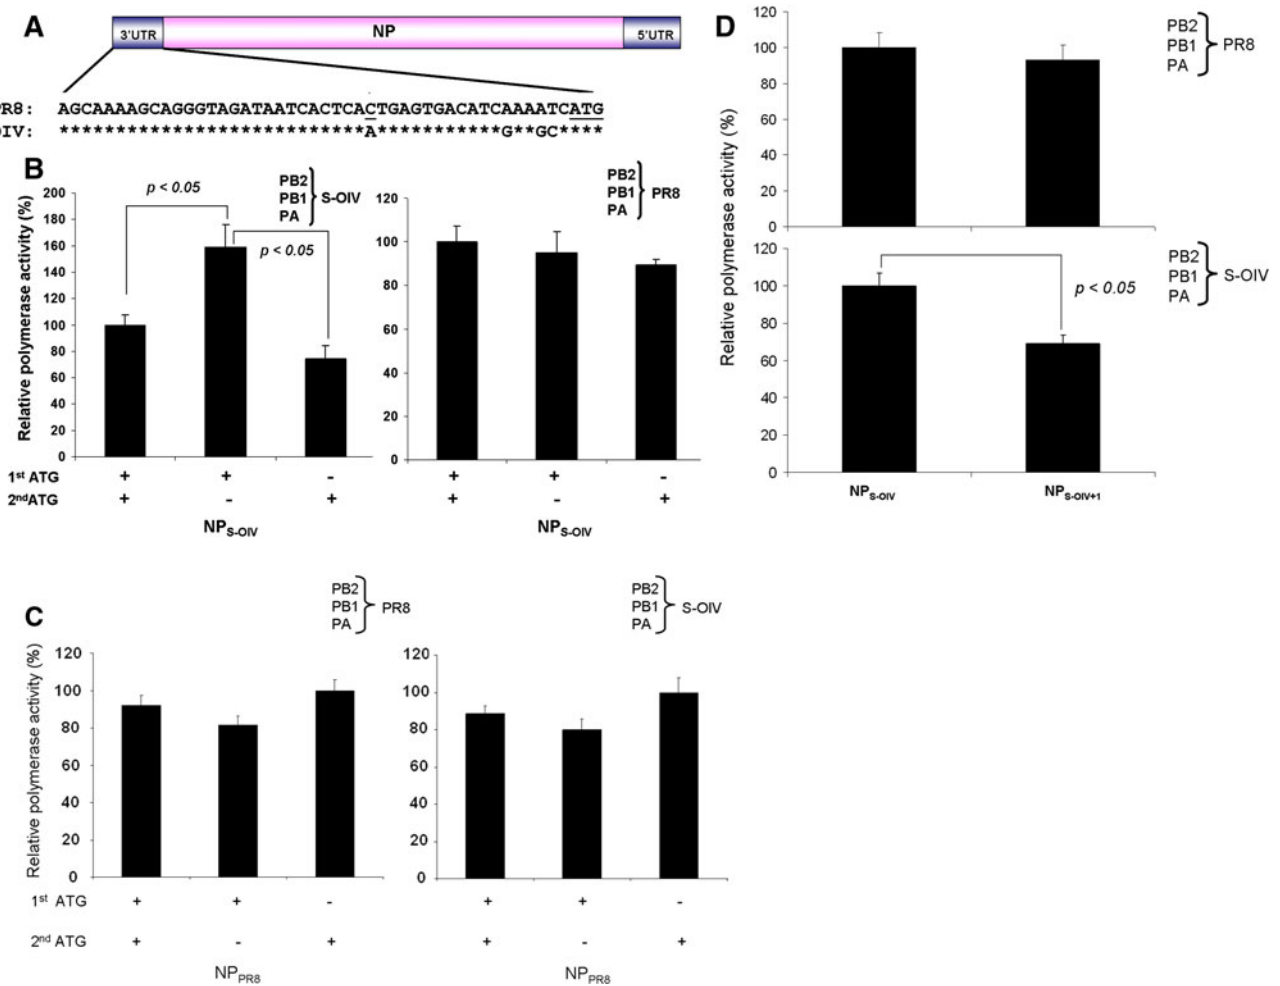 A
3'UTR NP 5'UTR
R8: AGCAAAAGCAGGGTAGATAATCACTCACTGAGTGACATCAAAATCATG
OIV: ****************************A************G**GC****
B
p < 0.05
p < 0.05
PB2
PB1
PA
S-OIV
Relative polymerase activity (%)
200
180
160
140
120
100
80
60
40
20
0
PB2
PB1
PA
PR8
120
100
80
60
40
20
0
1st ATG + + - + + -
2ndATG + - + + - +
NPS-OIV NPS-OIV
C
PB2
PB1
PA
PR8
Relative polymerase activity (%)
120
100
80
60
40
20
0
PB2
PB1
PA
S-OIV
120
100
80
60
40
20
0
1st ATG + + - + + -
2nd ATG + - + + - +
NPPR8 NPPR8
D
PB2
PB1
PA
PR8
Relative polymerase activity (%)
120
100
80
60
40
20
0
PB2
PB1
PA
S-OIV
p < 0.05
120
100
80
60
40
20
0
NPS-OIV NPS-OIV+1